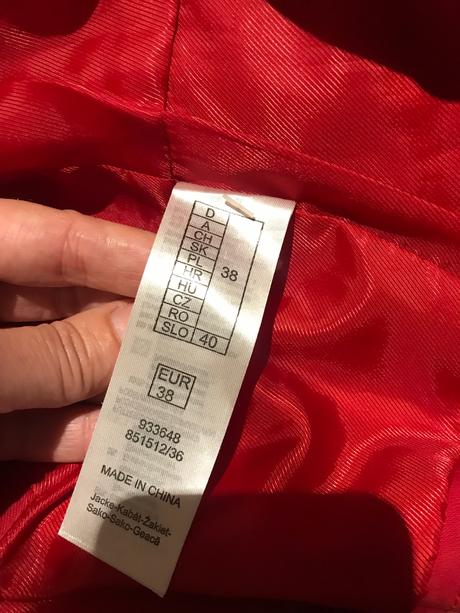 D
A
CH
SK
PL
HR
HU
CZ
RO
38
SLO 40
EUR
38
933648
851512/36
MADE IN CHINA
Jacke-Kabát-Żakiet-
Sako-Sako-Geacă